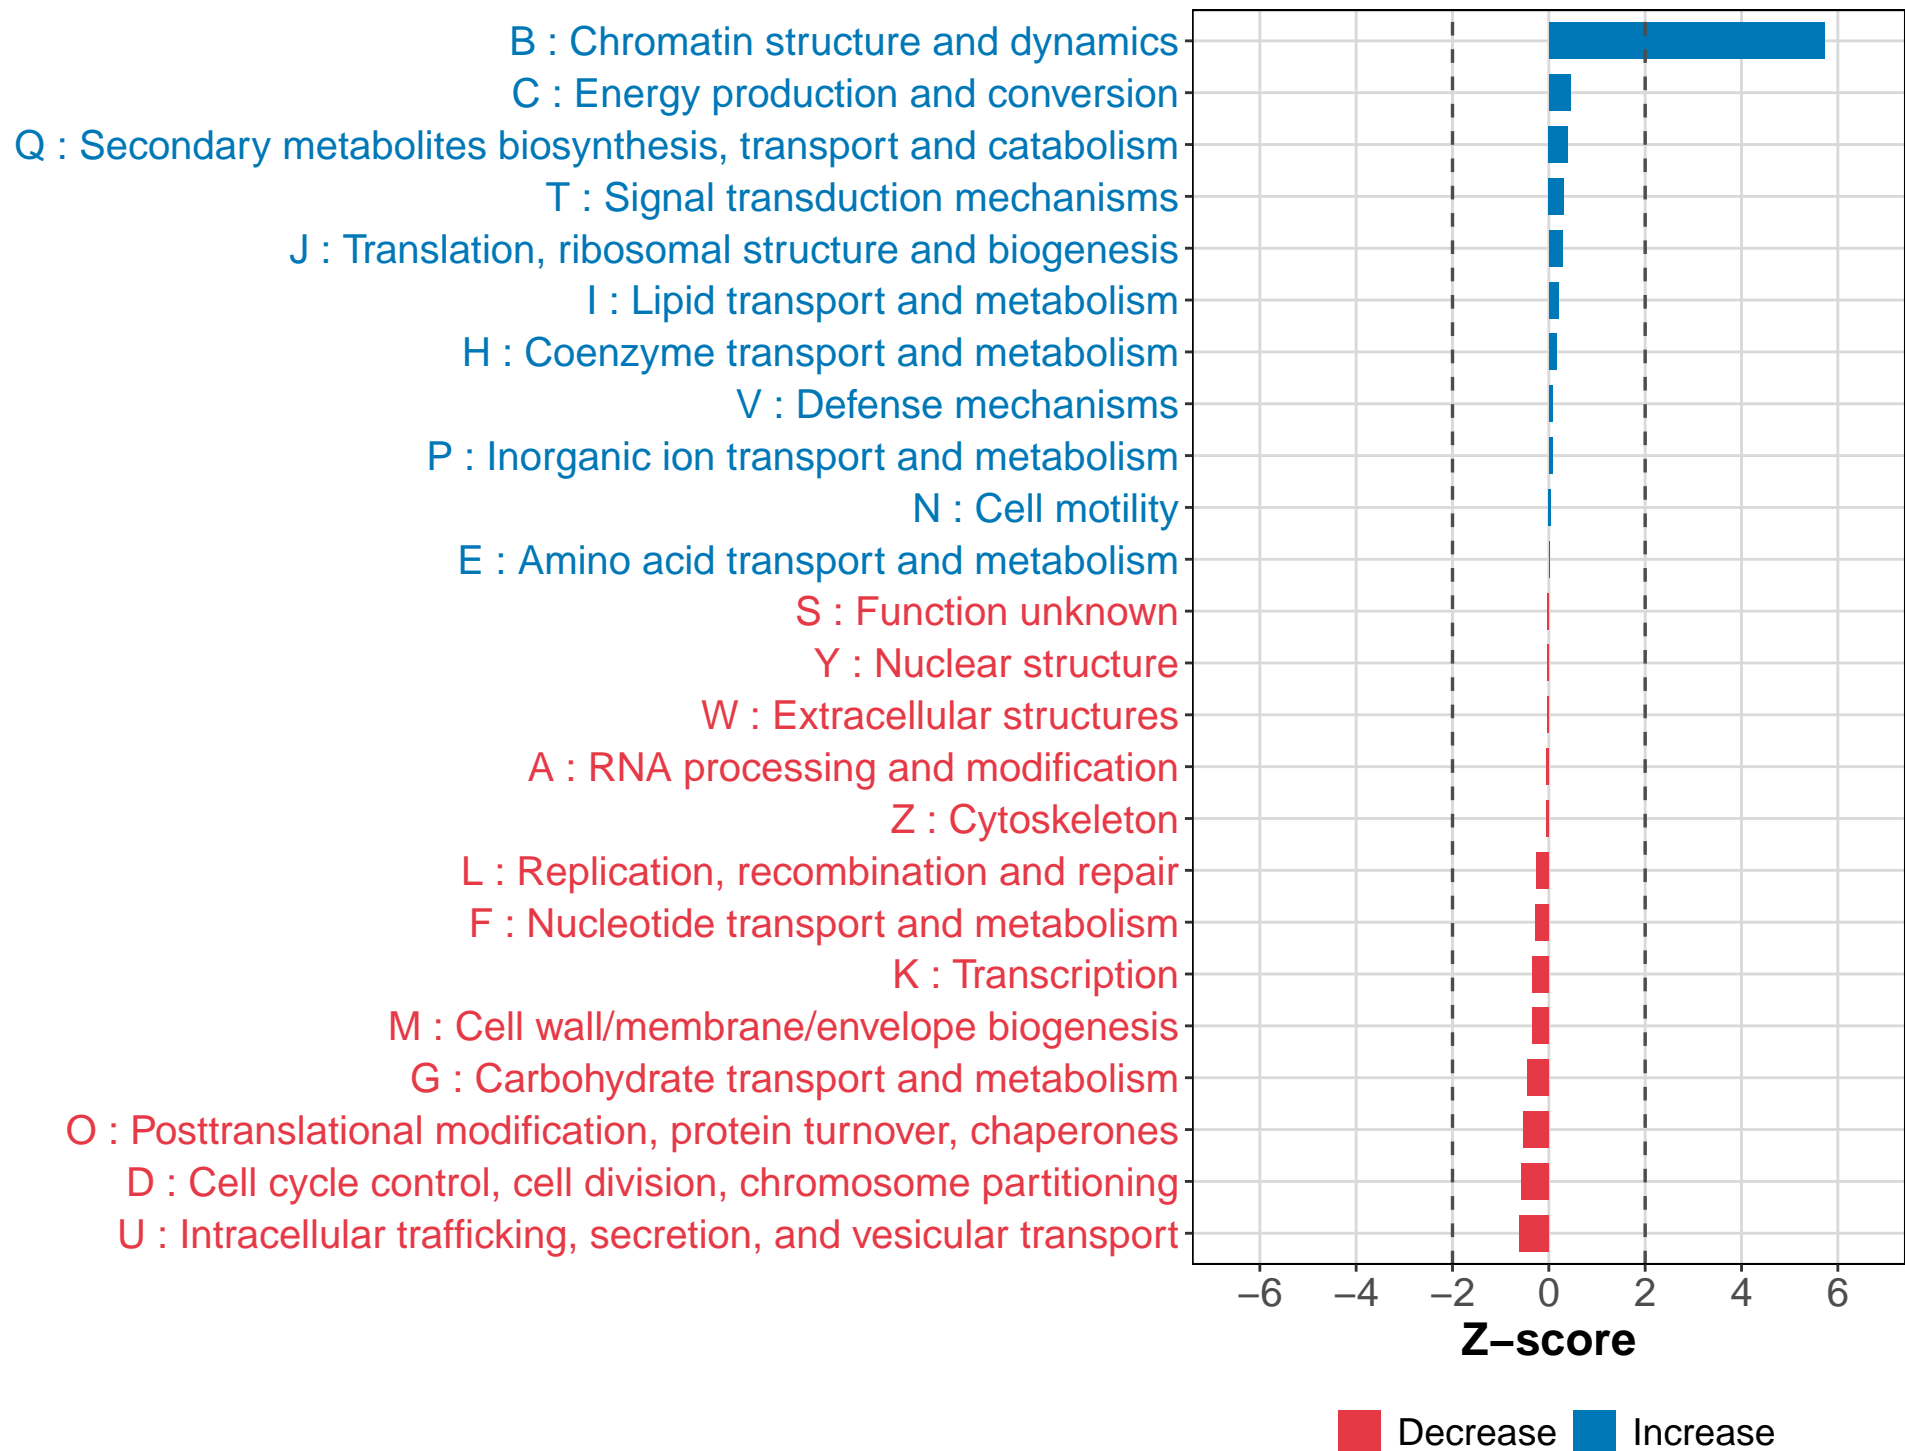 B : Chromatin structure and dynamics
C : Energy production and conversion
Q : Secondary metabolites biosynthesis, transport and catabolism
T : Signal transduction mechanisms
J : Translation, ribosomal structure and biogenesis
I : Lipid transport and metabolism
H : Coenzyme transport and metabolism
V : Defense mechanisms
P : Inorganic ion transport and metabolism
N : Cell motility
E : Amino acid transport and metabolism
S : Function unknown
Y : Nuclear structure
W : Extracellular structures
A : RNA processing and modification
Z : Cytoskeleton
L : Replication, recombination and repair
F : Nucleotide transport and metabolism
K : Transcription
M : Cell wall/membrane/envelope biogenesis
G : Carbohydrate transport and metabolism
O : Posttranslational modification, protein turnover, chaperones
D : Cell cycle control, cell division, chromosome partitioning
U : Intracellular trafficking, secretion, and vesicular transport
−6 −4 −2 0 2 4 6
Z−score
Decrease Increase